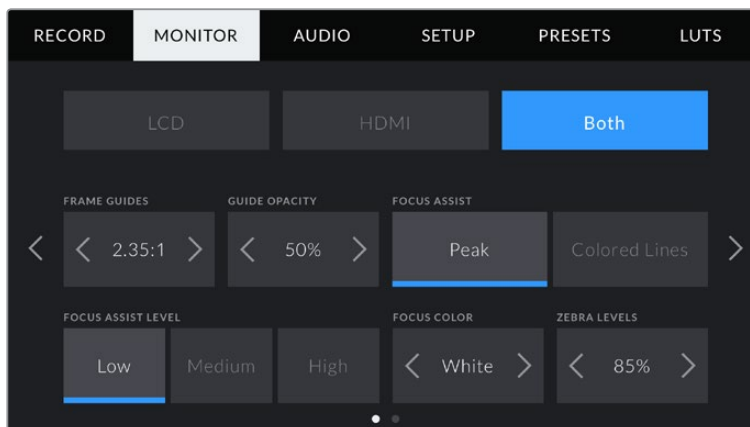 RECORD MONITOR AUDIO SETUP PRESETS LUTS
LCD HDMI Both
FRAME GUIDES GUIDE OPACITY FOCUS ASSIST
2.35:1 50% Peak Colored Lines
FOCUS ASSIST LEVEL FOCUS COLOR ZEBRA LEVELS
Low Medium High White 85%